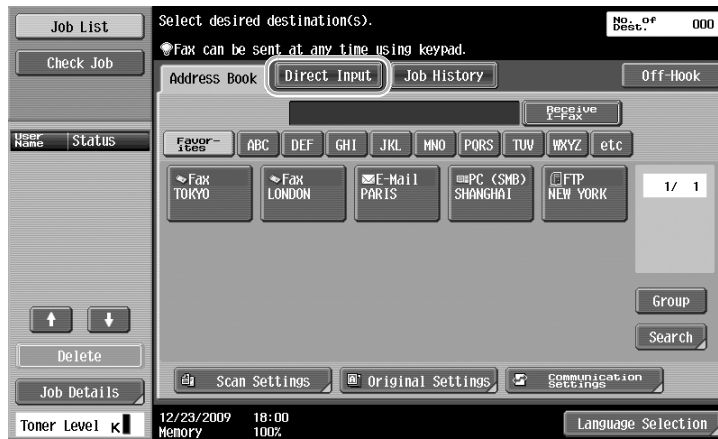 Job List
Check Job
User Name Status
Delete
Job Details
Toner Level K
Select desired destination(s).
No. of Dest. 000
Fax can be sent at any time using keypad.
Address Book Direct Input Job History Off-Hook
Receive I-Fax
Favor-ites ABC DEF GHI JKL MNO PQRS TUV WXYZ etc
Fax TOKYO
Fax LONDON
E-Mail PARIS
PC (SMB) SHANGHAI
FTP NEW YORK
1/ 1
Group
Search
Scan Settings Original Settings Communication Settings
12/23/2009 18:00
Memory 100%
Language Selection